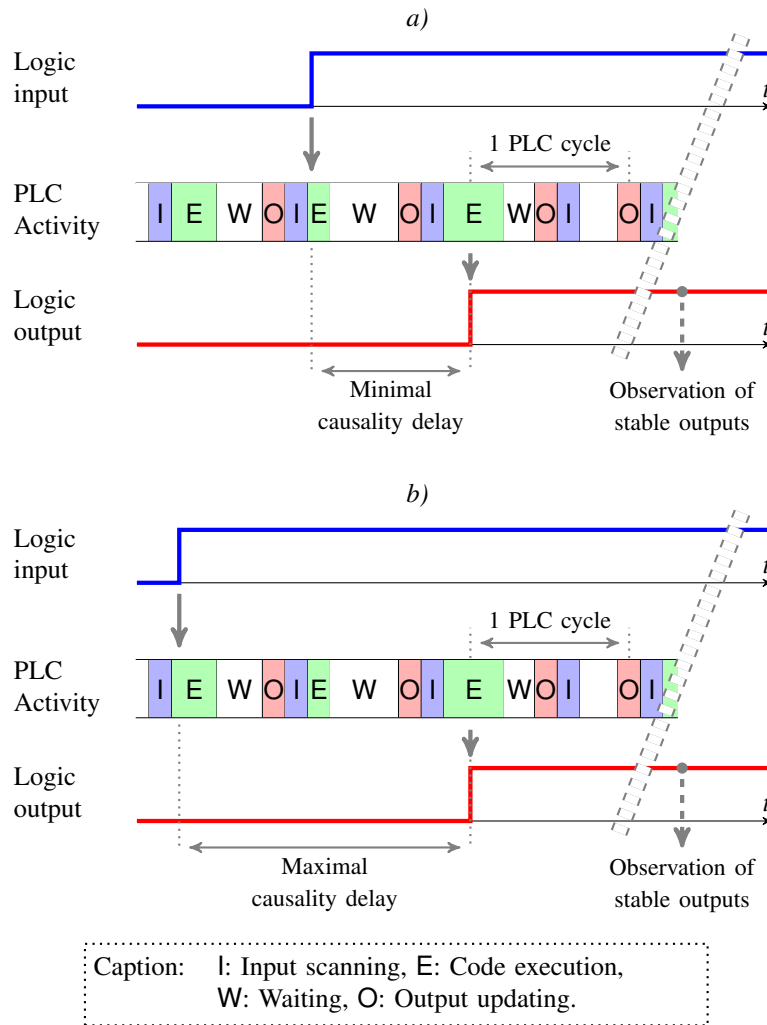 a)
Logic
input
t
1 PLC cycle
PLC
Activity
I E W O I E W O I E W O I O I
Logic
output
t
Minimal
causality delay
Observation of
stable outputs
b)
Logic
input
t
1 PLC cycle
PLC
Activity
I E W O I E W O I E W O I O I
Logic
output
t
Maximal
causality delay
Observation of
stable outputs
Caption: I: Input scanning, E: Code execution,
W: Waiting, O: Output updating.